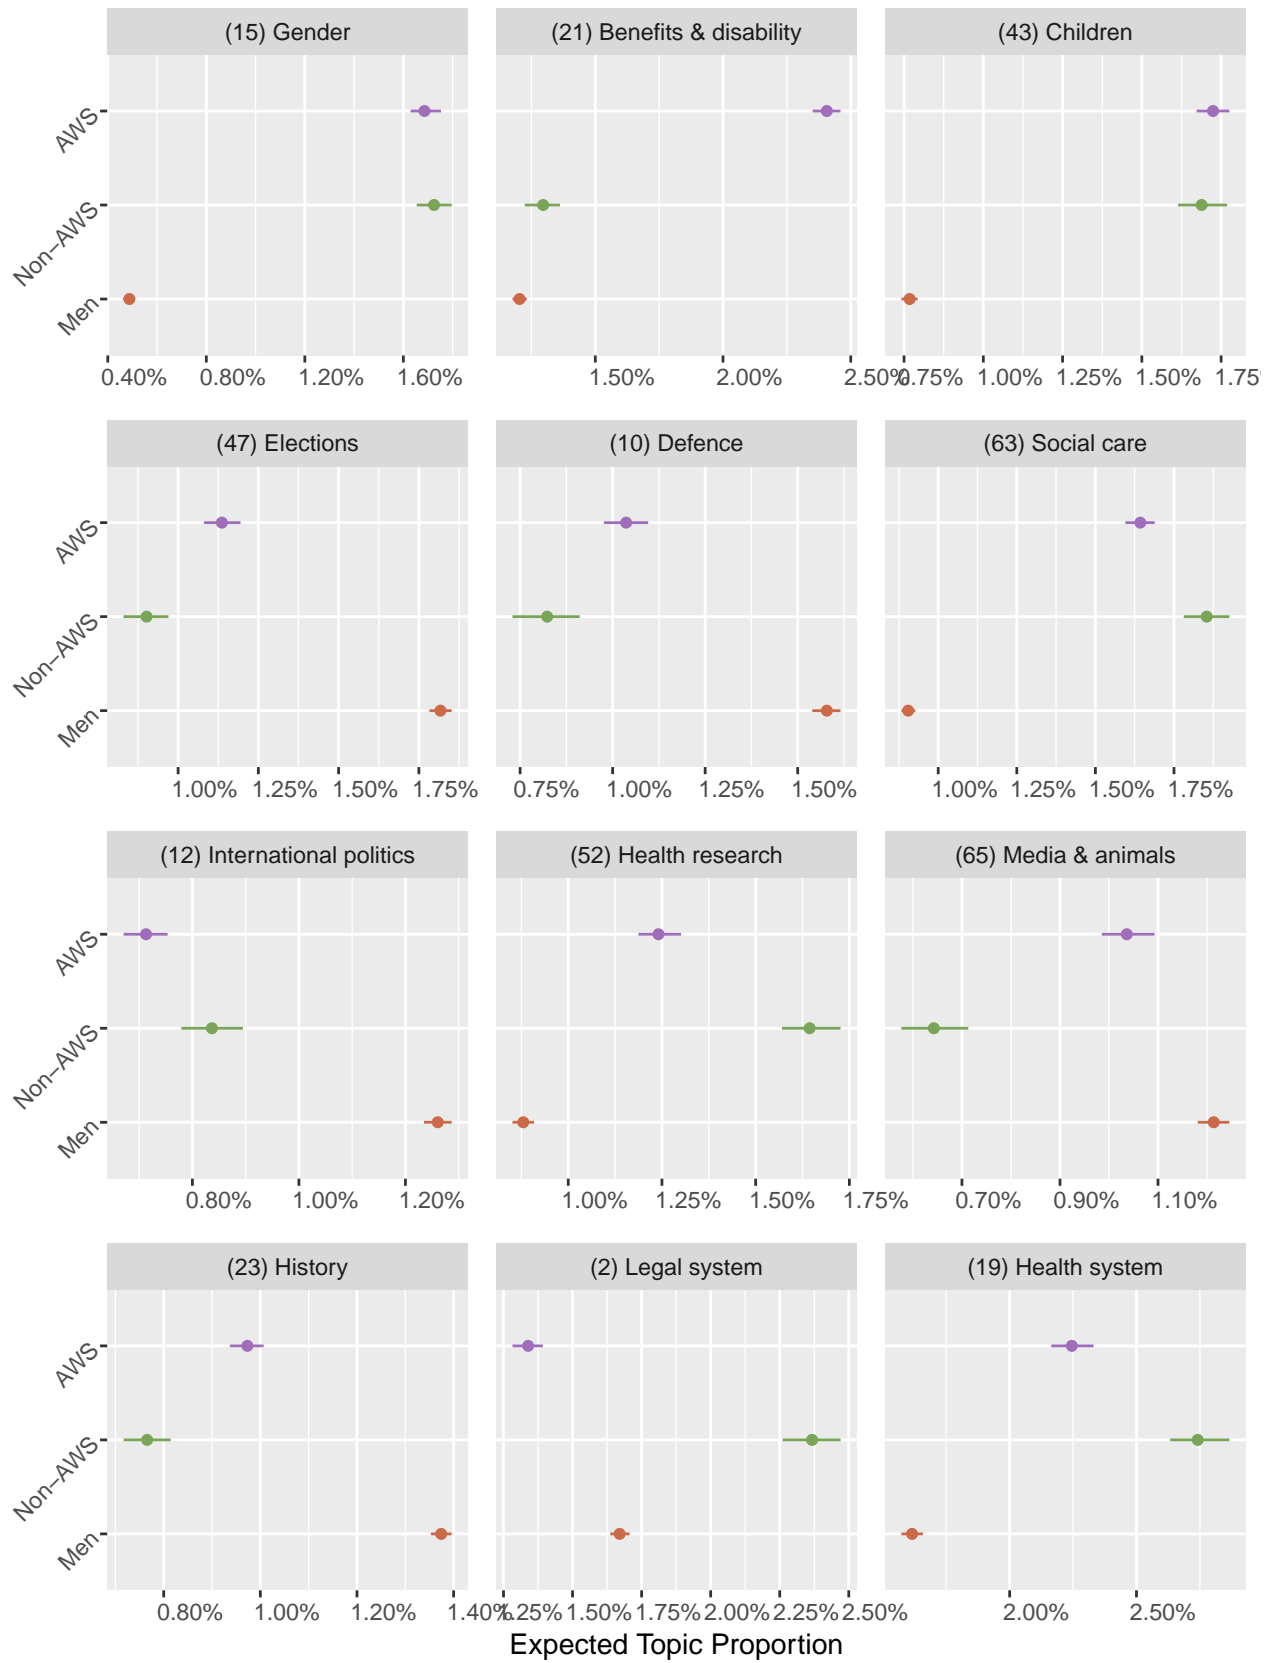 (15) Gender (21) Benefits & disability (43) Children
AWS
Non−AWS
Men
0.40% 0.80% 1.20% 1.60% 1.50% 2.00% 2.50% 0.75% 1.00% 1.25% 1.50% 1.75%
(47) Elections (10) Defence (63) Social care
AWS
Non−AWS
Men
1.00% 1.25% 1.50% 1.75% 0.75% 1.00% 1.25% 1.50% 1.00% 1.25% 1.50% 1.75%
(12) International politics (52) Health research (65) Media & animals
AWS
Non−AWS
Men
0.80% 1.00% 1.20% 1.00% 1.25% 1.50% 1.75% 0.70% 0.90% 1.10%
(23) History (2) Legal system (19) Health system
AWS
Non−AWS
Men
0.80% 1.00% 1.20% 1.40% 1.25% 1.50% 1.75% 2.00% 2.25% 2.50% 2.00% 2.50%
Expected Topic Proportion